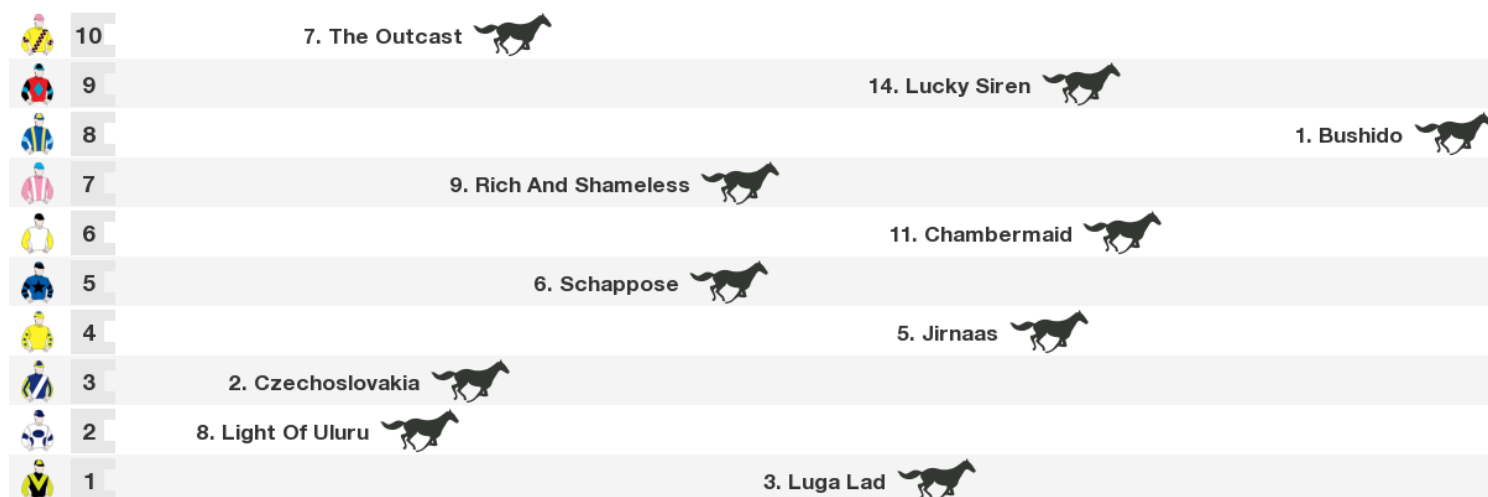 10 7. The Outcast
9 14. Lucky Siren
8 1. Bushido
7 9. Rich And Shameless
6 11. Chambermaid
5 6. Schappose
4 5. Jirnaas
3 2. Czechoslovakia
2 8. Light Of Uluru
1 3. Luga Lad